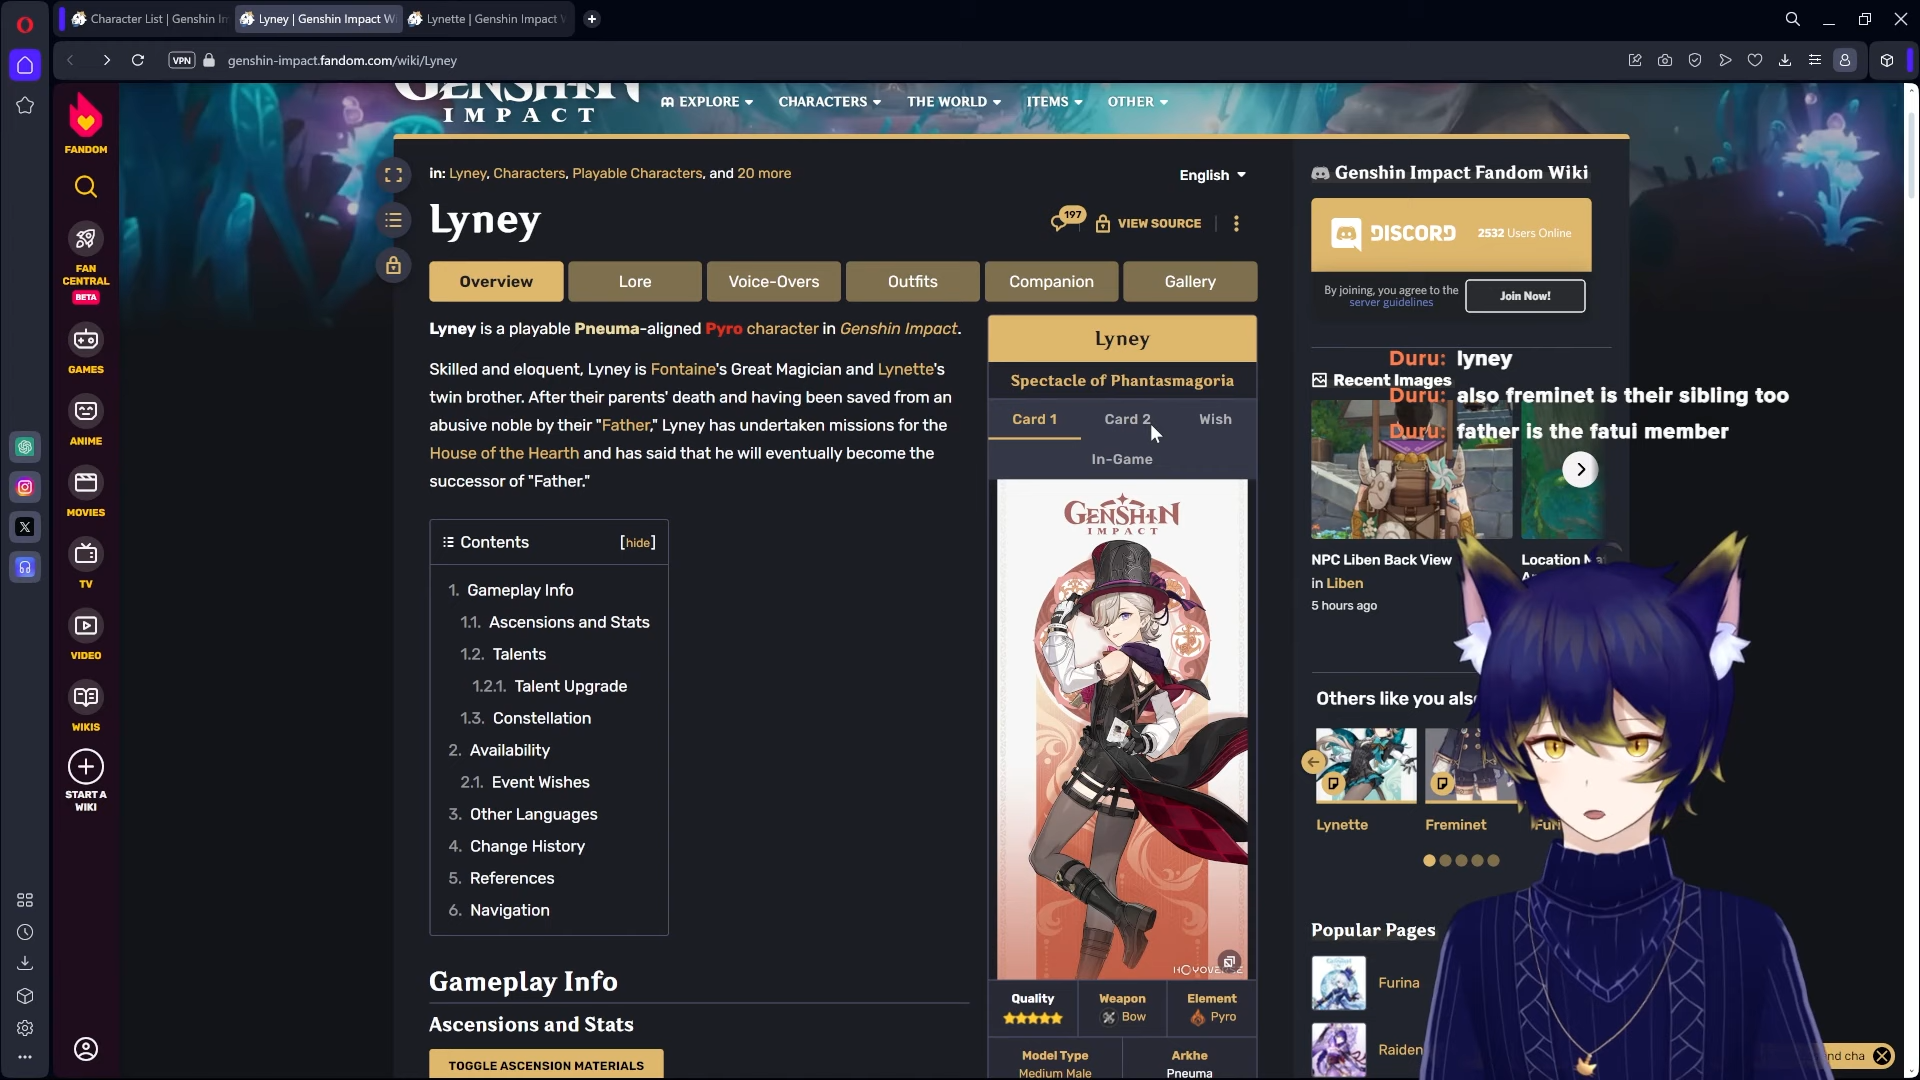 Character List | Genshin Im
Lyney | Genshin Impact W
Lynette | Genshin Impact W
VPN
genshin-impact.fandom.com/wiki/Lyney
GENSHIN
IMPACT
EXPLORE
CHARACTERS
THE WORLD
ITEMS
OTHER
FANDOM
FAN
CENTRAL
BETA
GAMES
ANIME
MOVIES
TV
VIDEO
WIKIS
START A
WIKI
in: Lyney, Characters, Playable Characters, and 20 more
English
Lyney
197
VIEW SOURCE
Overview
Lore
Voice-Overs
Outfits
Companion
Gallery
Lyney is a playable Pneuma-aligned Pyro character in Genshin Impact.
Skilled and eloquent, Lyney is Fontaine's Great Magician and Lynette's
twin brother. After their parents' death and having been saved from an
abusive noble by their "Father," Lyney has undertaken missions for the
House of the Hearth and has said that he will eventually become the
successor of "Father."
Contents [hide]
1. Gameplay Info
1.1. Ascensions and Stats
1.2. Talents
1.2.1. Talent Upgrade
1.3. Constellation
2. Availability
2.1. Event Wishes
3. Other Languages
4. Change History
5. References
6. Navigation
Gameplay Info
Ascensions and Stats
TOGGLE ASCENSION MATERIALS
Lyney
Spectacle of Phantasmagoria
Card 1
Card 2
Wish
In-Game
GENSHIN
IMPACT
HOYOVERSE
Quality
Weapon
Bow
Element
Pyro
Model Type
Medium Male
Arkhe
Pneuma
Genshin Impact Fandom Wiki
DISCORD
2532 Users Online
By joining, you agree to the
server guidelines
Join Now!
Recent Images
Duru: lyney
Duru: also freminet is their sibling too
Duru: father is the fatui member
NPC Liben Back View
in Liben
5 hours ago
Location
Others like you als
Lynette
Freminet
Furi
Popular Pages
Furina
Raiden
nd cha